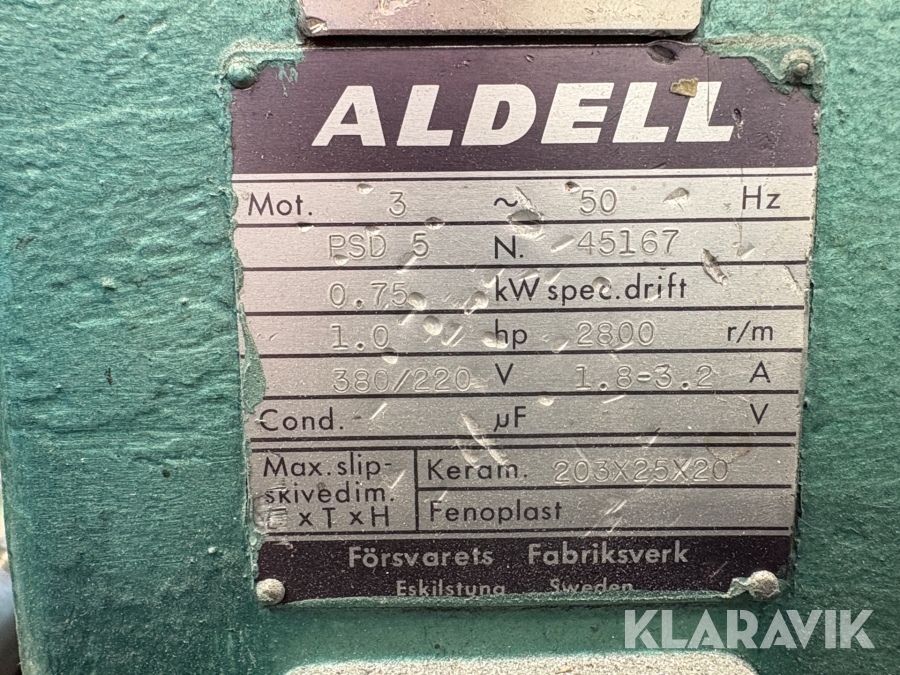 ALDELL
Mot. 3 ~ 50 Hz
PSD 5 N. 45167
0.75 kW spec.drift
1.0 hp 2800 r/m
380/220 V 1.8-3.2 A
Cond. µF V
Max. slip-
skivedim.
x T x H
Keram. 203X25X20
Fenoplast
Försvarets Fabriksverk
Eskilstuna Sweden
KLARAVIK